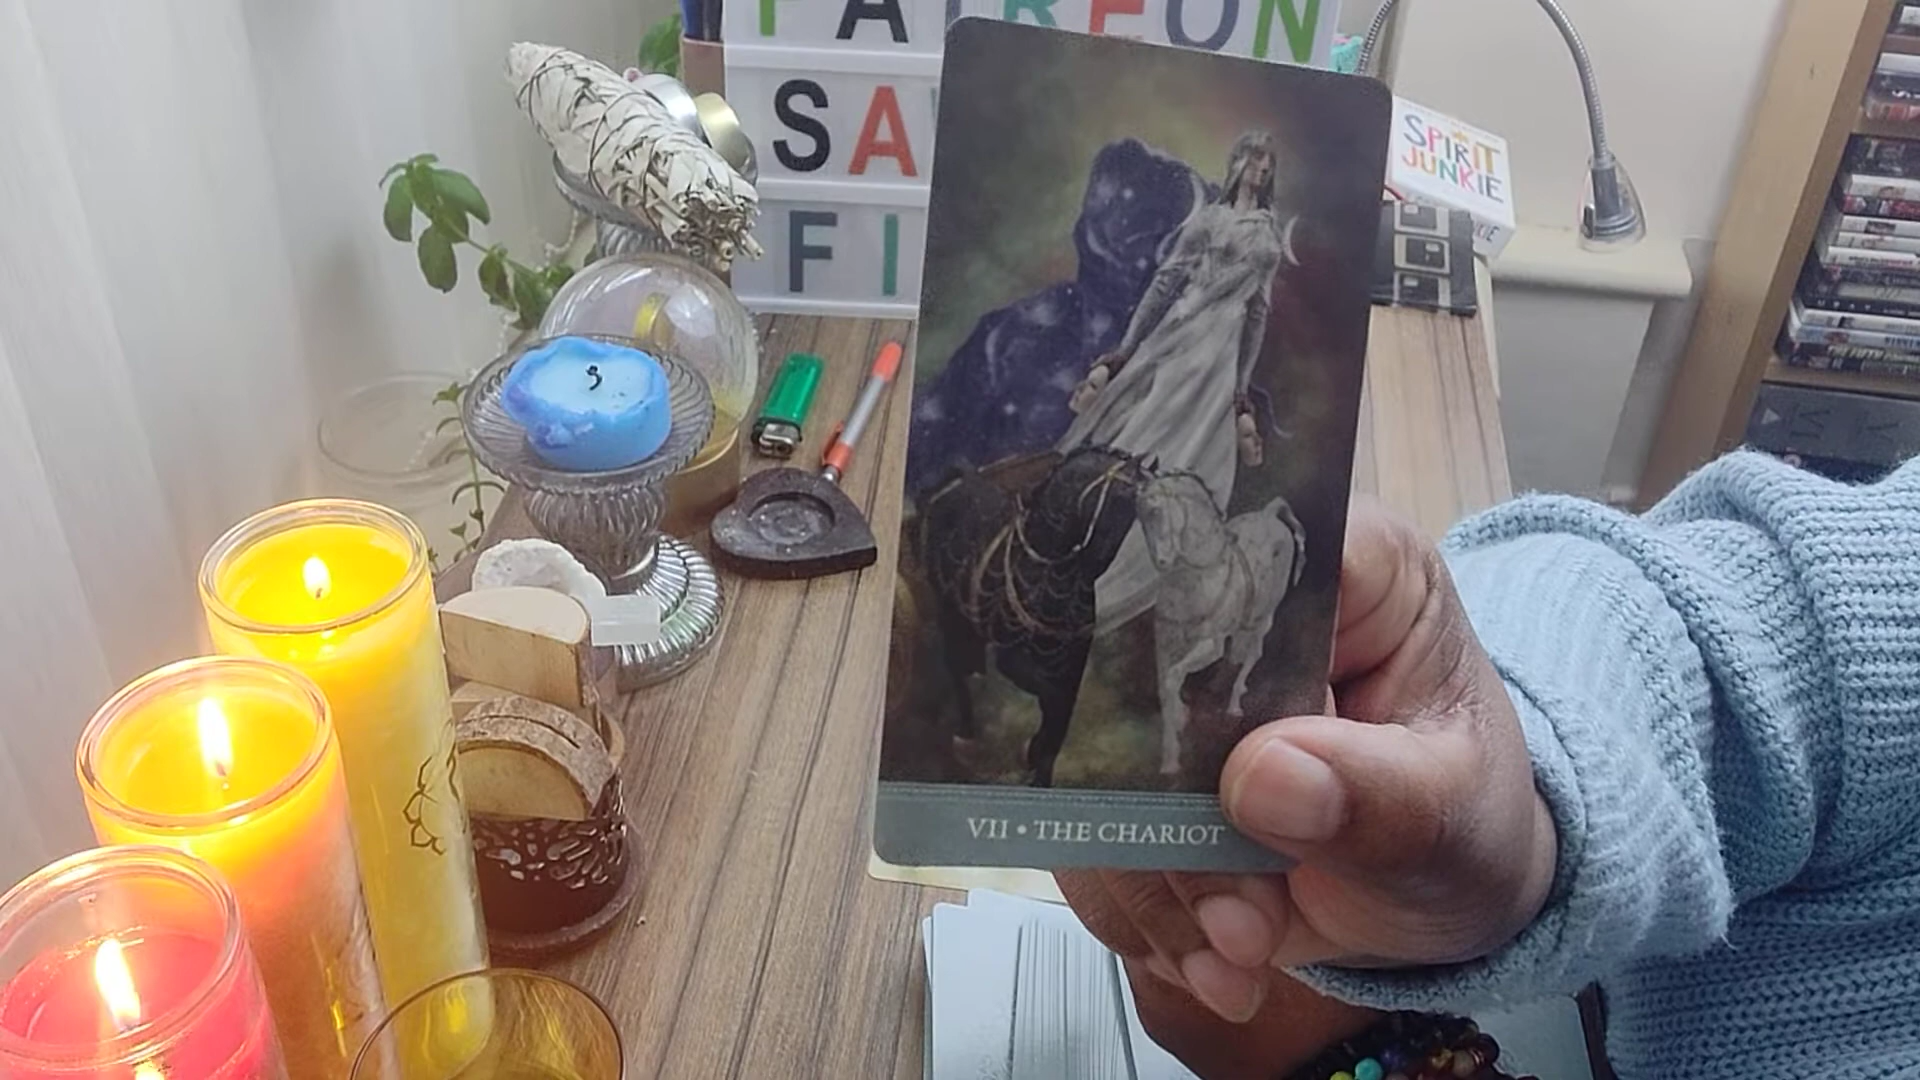 PATREON
SA
FI
SPIRIT
JUNKIE
VII • THE CHARIOT